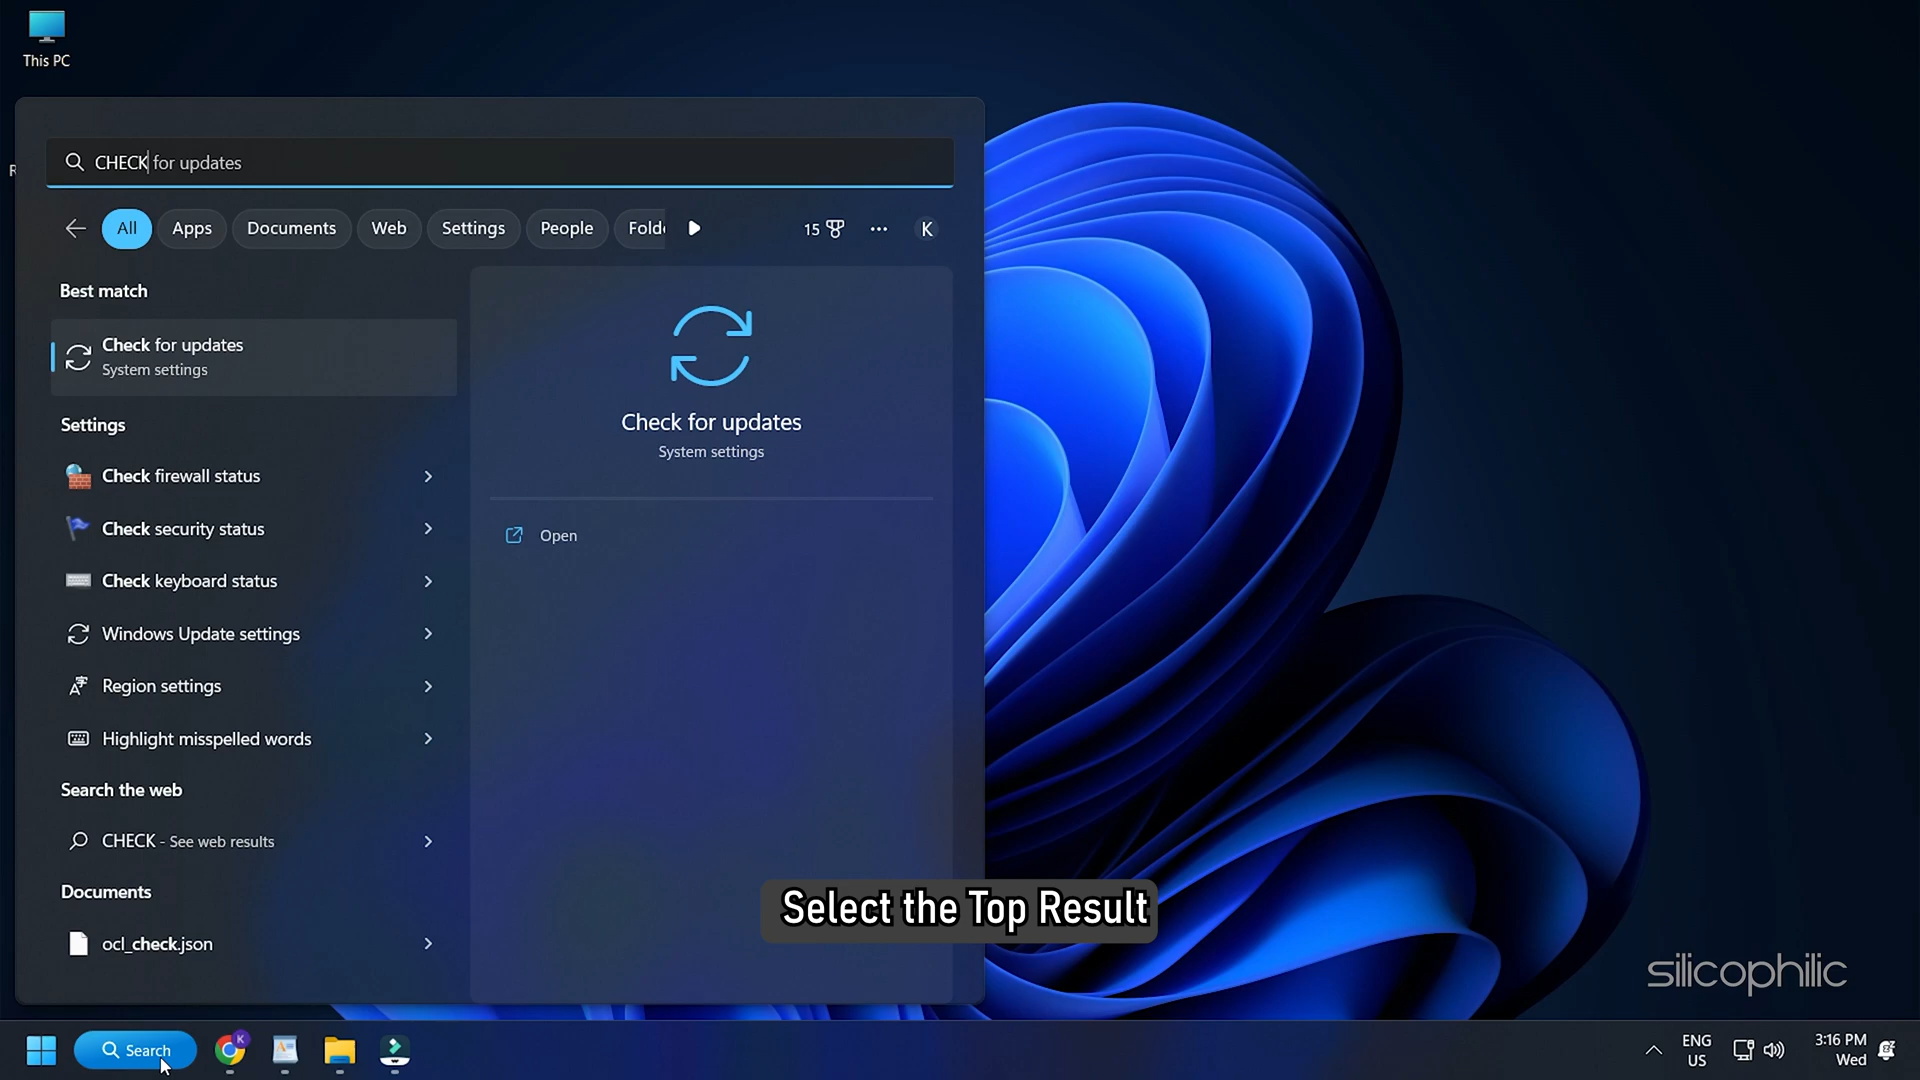 This PC
R
CHECK for updates
All
Apps
Documents
Web
Settings
People
Folde
15
K
Best match
Check for updates
System settings
Settings
Check firewall status
Check security status
Check keyboard status
Windows Update settings
Region settings
Highlight misspelled words
Search the web
CHECK - See web results
Documents
ocl_check.json
Check for updates
System settings
Open
Select the Top Result
silicophilic
Search
K
ENG
US
3:16 PM
Wed